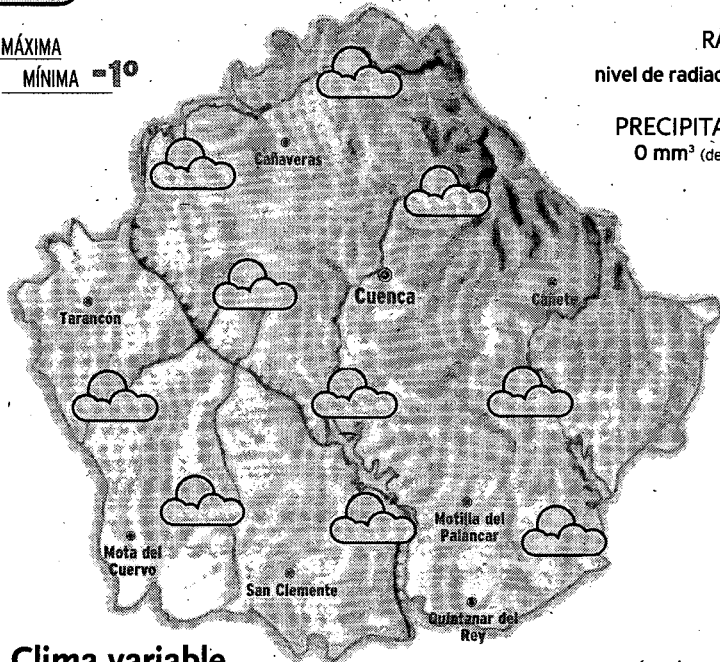 MÁXIMA
MÍNIMA -1º
RA
nivel de radiac
PRECIPITA
0 mm³ (de
Cañaveras
Cuenca
Cañete
Tarancón
Motilla del
Palancar
Mota del
Cuervo
San Clemente
Quintanar del
Rey
Clima variable